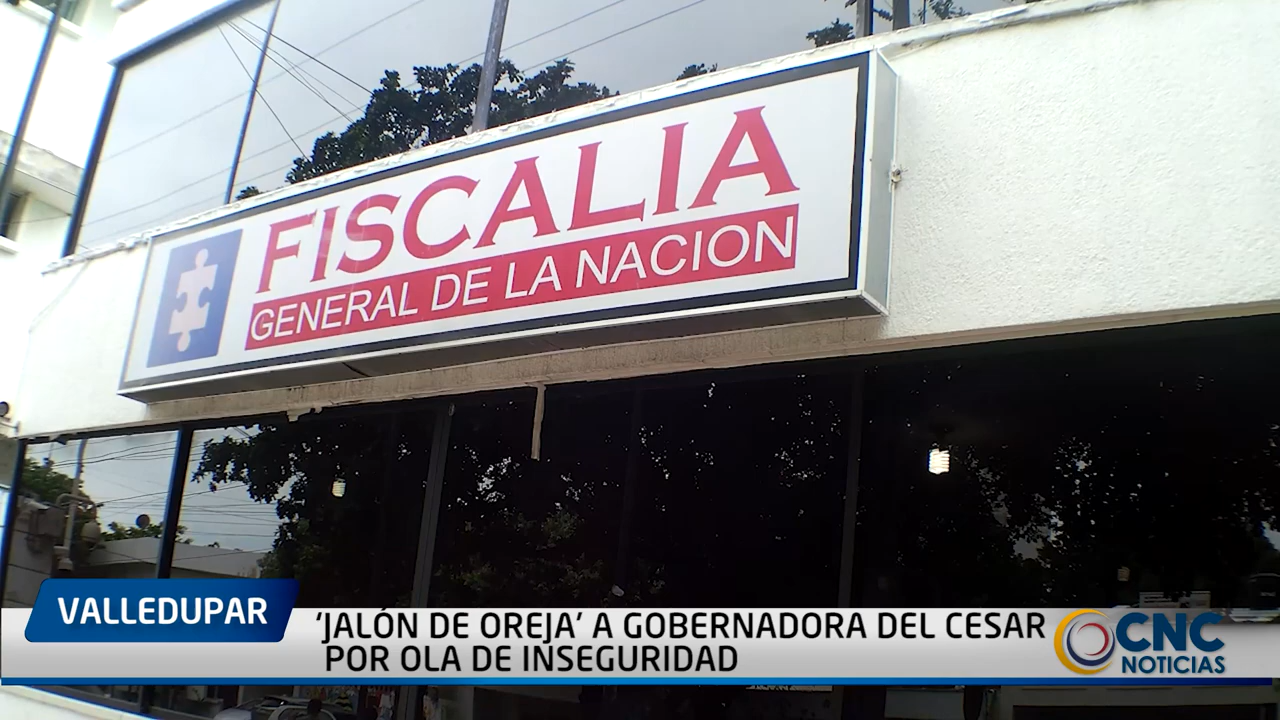 FISCALIA
GENERAL DE LA NACION
VALLEDUPAR
‘JALÓN DE OREJA’ A GOBERNADORA DEL CESAR
POR OLA DE INSEGURIDAD
CNC
NOTICIAS